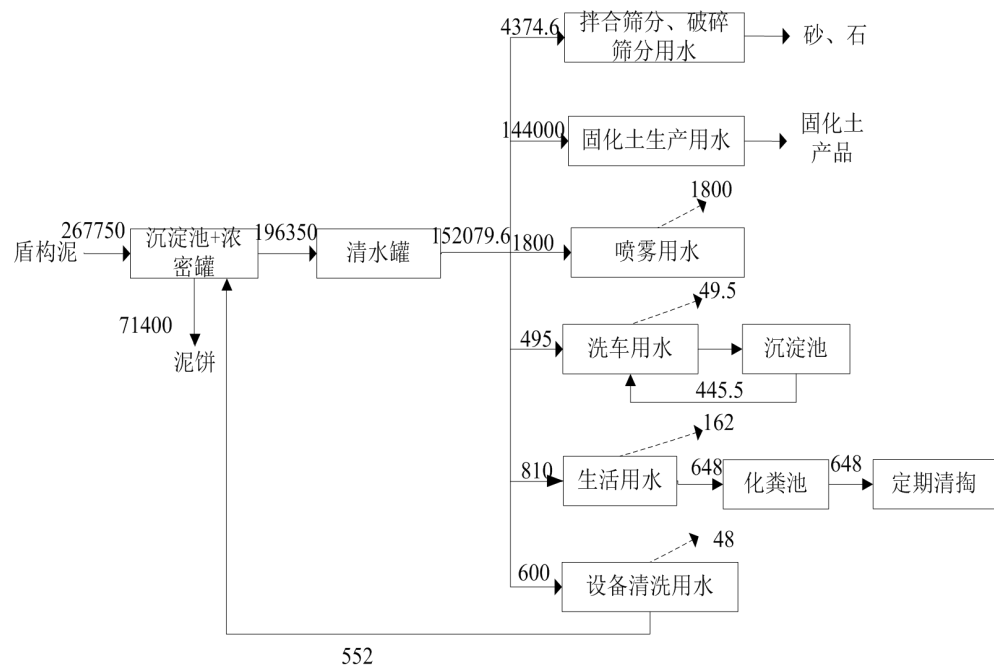 4374.6
拌合筛分、破碎
筛分用水
砂、石
144000
固化土生产用水
固化土
产品
1800
267750
盾构泥
沉淀池+浓
密罐
196350
清水罐
152079.6
1800
喷雾用水
49.5
71400
泥饼
495
洗车用水
沉淀池
445.5
162
810
生活用水
648
化粪池
648
定期清掏
48
600
设备清洗用水
552